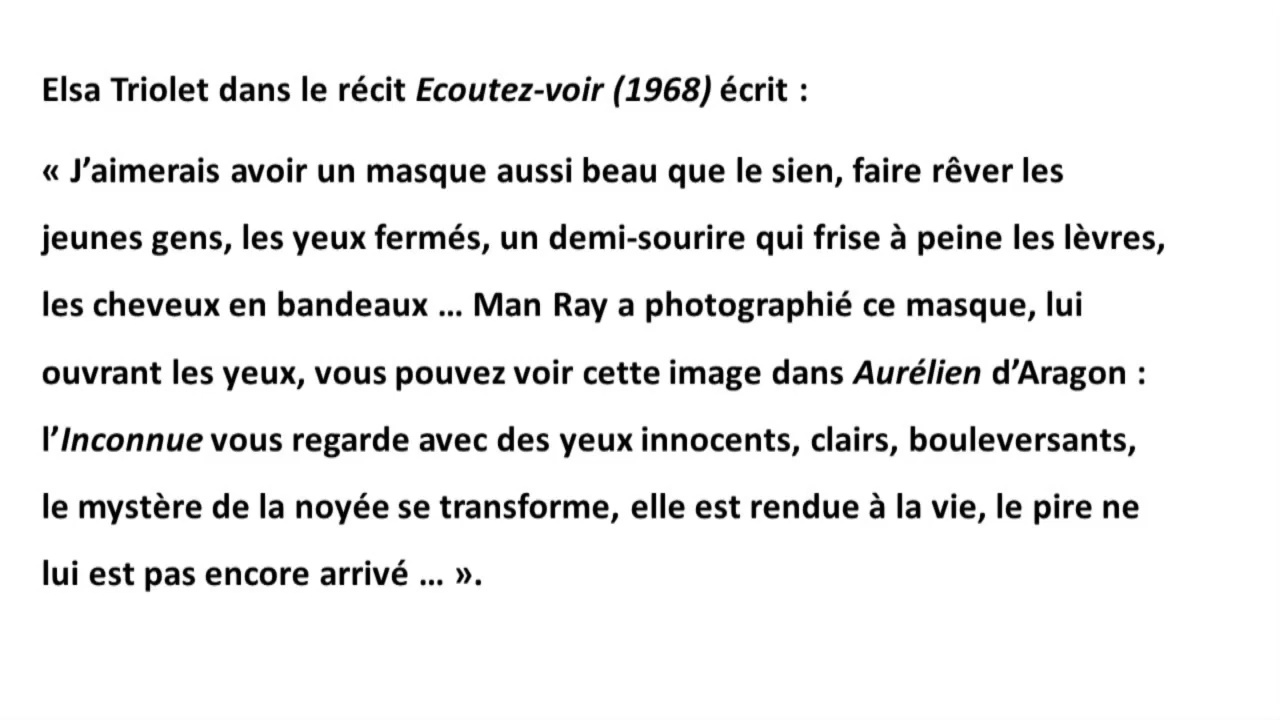 Elsa Triolet dans le récit Ecoutez-voir (1968) écrit :
« J’aimerais avoir un masque aussi beau que le sien, faire rêver les
jeunes gens, les yeux fermés, un demi-sourire qui frise à peine les lèvres,
les cheveux en bandeaux … Man Ray a photographié ce masque, lui
ouvrant les yeux, vous pouvez voir cette image dans Aurélien d’Aragon :
l’Inconnue vous regarde avec des yeux innocents, clairs, bouleversants,
le mystère de la noyée se transforme, elle est rendue à la vie, le pire ne
lui est pas encore arrivé … ».